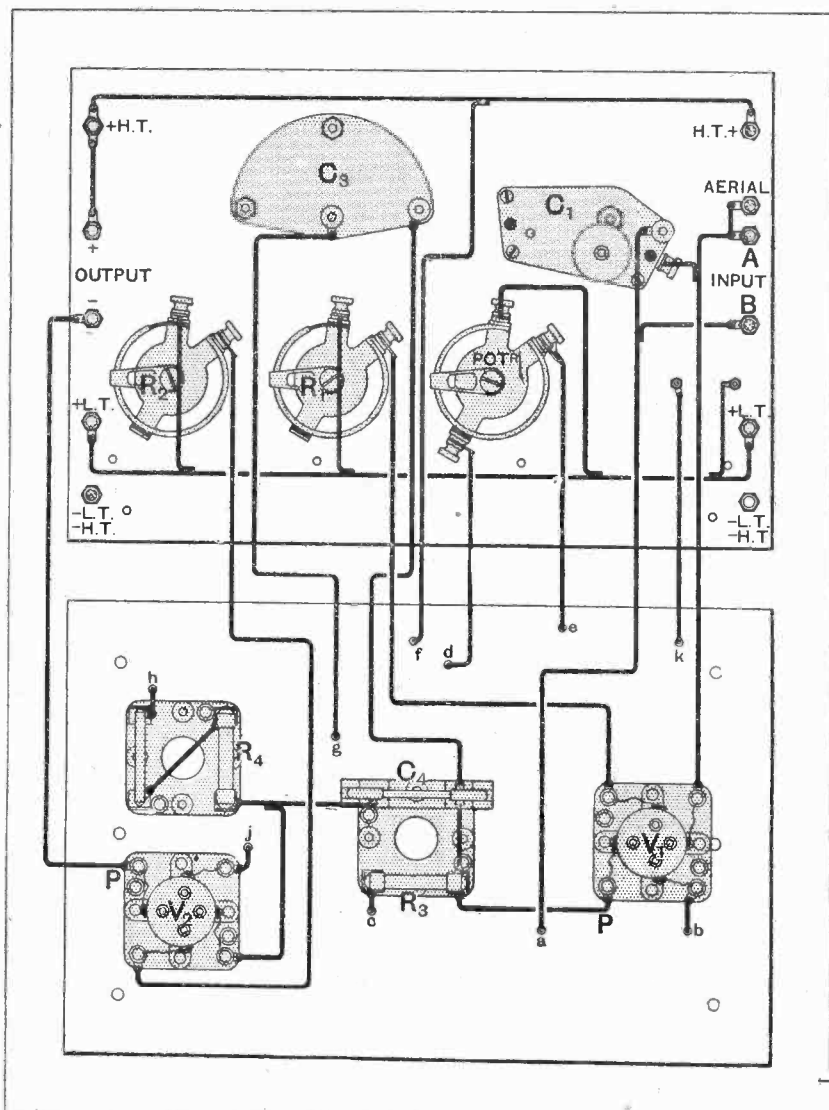 +H.T.
H.T.+
C3
C1
AERIAL
A
+
OUTPUT
INPUT
-
B
R2
R1
POTR
+L.T.
+L.T.
-L.T.
-H.T.
-L.T.
-H.T
e
f
d
k
h
g
R4
C4
j
V1
P
V2
R3
c
P
a
b